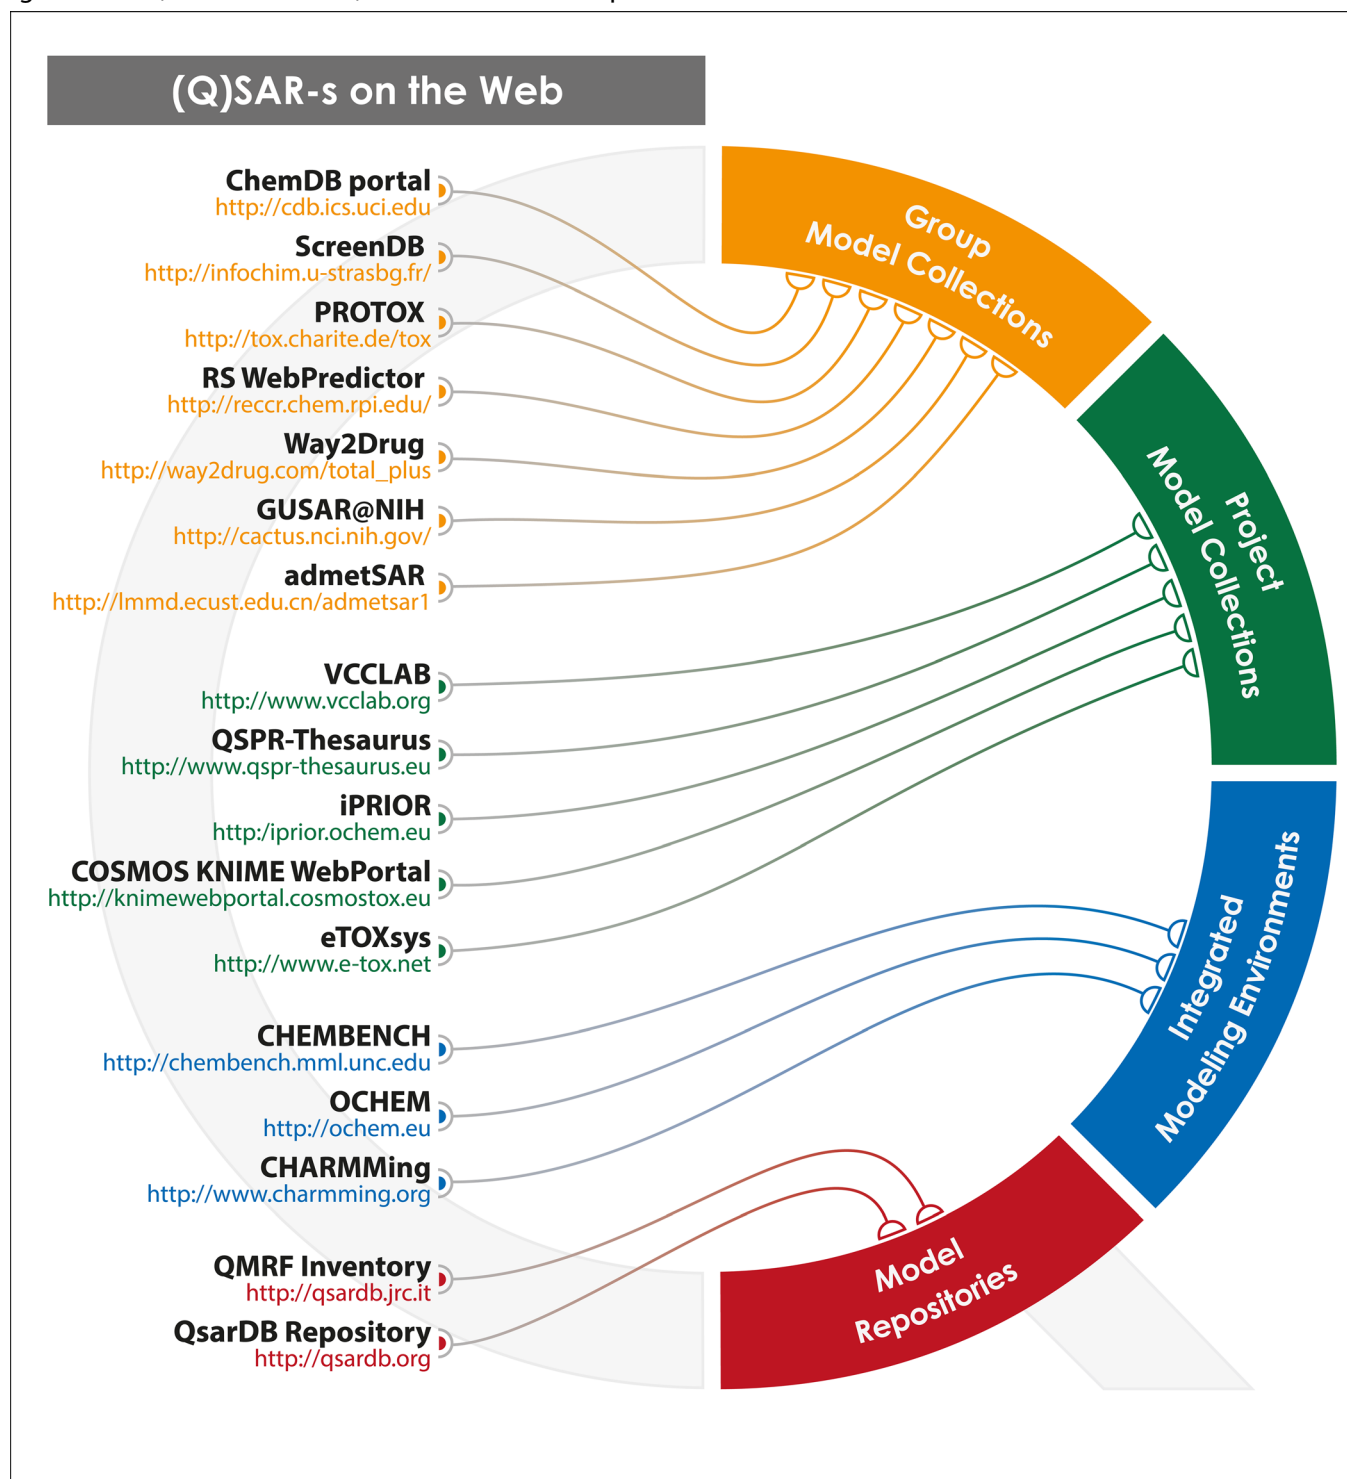 (Q)SAR-s on the Web
ChemDB portal
http://cdb.ics.uci.edu
ScreenDB
http://infochim.u-strasbg.fr/
PROTOX
http://tox.charite.de/tox
RS WebPredictor
http://reccr.chem.rpi.edu/
Way2Drug
http://way2drug.com/total_plus
GUSAR@NIH
http://cactus.nci.nih.gov/
admetSAR
http://lmmd.ecust.edu.cn/admetsar1
VCCLAB
http://www.vcclab.org
QSPR-Thesaurus
http://www.qspr-thesaurus.eu
iPRIOR
http:/iprior.ochem.eu
COSMOS KNIME WebPortal
http://knimewebportal.cosmostox.eu
eTOXsys
http://www.e-tox.net
CHEMBENCH
http://chembench.mml.unc.edu
OCHEM
http://ochem.eu
CHARMMing
http://www.charmming.org
QMRF Inventory
http://qsardb.jrc.it
QsarDB Repository
http://qsardb.org
Group
Model Collections
Project
Model Collections
Integrated
Modeling Environments
Model
Repositories